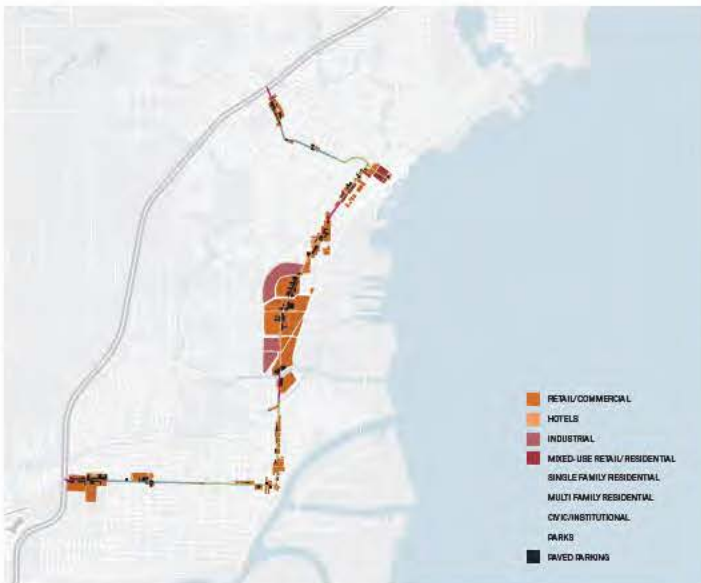 RETAIL/COMMERCIAL
HOTELS
INDUSTRIAL
MIXED-USE RETAIL/RESIDENTIAL
SINGLE FAMILY RESIDENTIAL
MULTI FAMILY RESIDENTIAL
CIVIC/INSTITUTIONAL
PARKS
PAVED PARKING